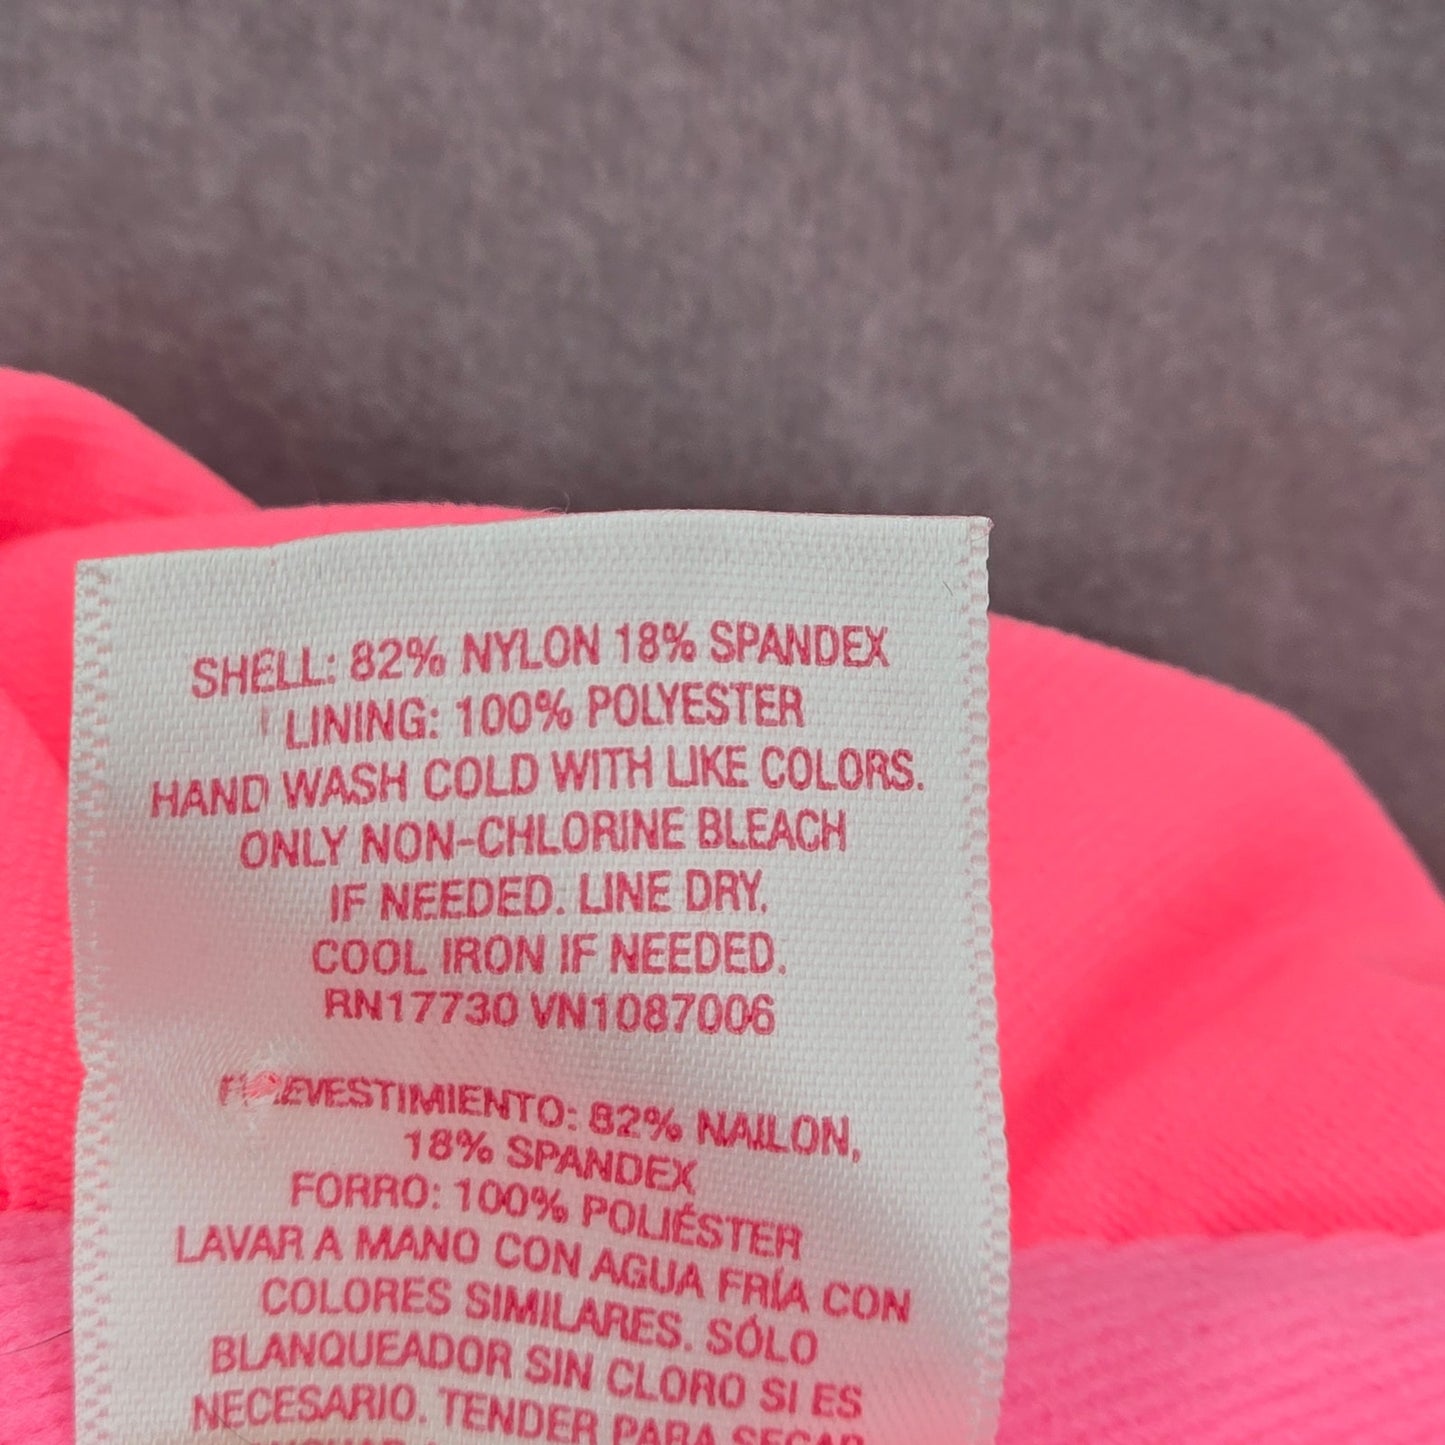 SHELL: 82% NYLON 18% SPANDEX
LINING: 100% POLYESTER
HAND WASH COLD WITH LIKE COLORS.
ONLY NON-CHLORINE BLEACH
IF NEEDED. LINE DRY.
COOL IRON IF NEEDED.
RN17730 VN1087006
82% NAILON,
18% SPANDEX
FORRO: 100% POLIÉSTER
LAVAR A MANO CON AGUA FRÍA CON
COLORES SIMILARES. SÓLO
BLANQUEADOR SIN CLORO SI ES
NECESARIO. TENDER PARA SECAR